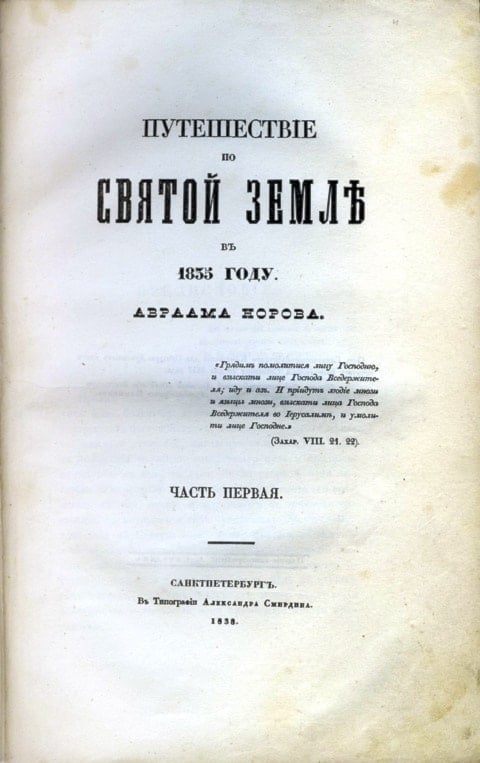 ПУТЕШЕСТВІЕ
ПО
СВЯТОЙ ЗЕМЛѢ
ВЪ
1835 ГОДУ.
АВРААМА НОРОВА.
«Грядимъ помолитися лицу Господню,
и взыскати лице Господа Вседержите-
ля; иду и азъ. И пріидутъ людіе мнози
и языцы мнози, взыскати лица Господа
Вседержителя во Іерусалимѣ, и умоли-
ти лице Господне»
(Захар. VIII. 21. 22).
ЧАСТЬ ПЕРВАЯ.
САНКТПЕТЕРБУРГЪ.
Въ Типографіи Александра Смирдина.
1838.